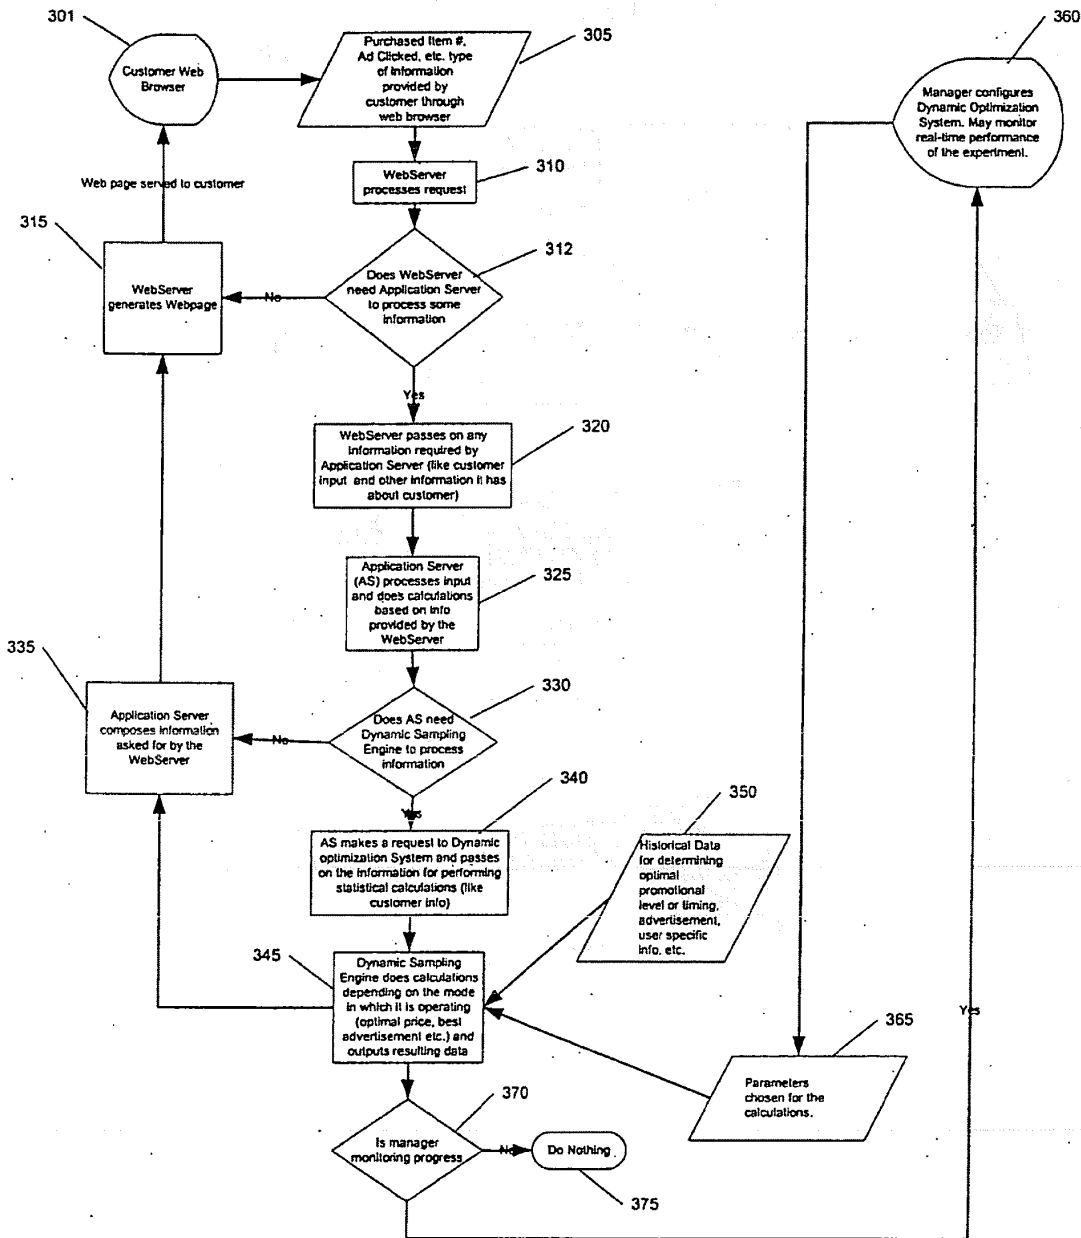 301
Customer Web
Browser
Purchased Item #,
Ad Clicked, etc. type
of Information
provided by
customer through
web browser
305
360
Manager configures
Dynamic Optimization
System. May monitor
real-time performance
of the experiment.
WebServer
processes request
310
Web page served to customer
315
WebServer
generates Webpage
No
Does WebServer
need Application Server
to process some
information
312
Yes
WebServer passes on any
Information required by
Application Server (like customer
input and other information it has
about customer)
320
Application Server
(AS) processes input
and does calculations
based on info
provided by the
WebServer
325
335
Application Server
composes information
asked for by the
WebServer
No
Does AS need
Dynamic Sampling
Engine to process
information
330
Yes
340
AS makes a request to Dynamic
optimization System and passes
on the information for performing
statistical calculations (like
customer info)
350
Historical Data
for determining
optimal
promotional
level or timing,
advertisement,
user specific
info, etc.
345
Dynamic Sampling
Engine does calculations
depending on the mode
in which it is operating
(optimal price, best
advertisement etc.) and
outputs resulting data
Yes
365
Parameters
chosen for the
calculations.
370
Is manager
monitoring progress
No
Do Nothing
375